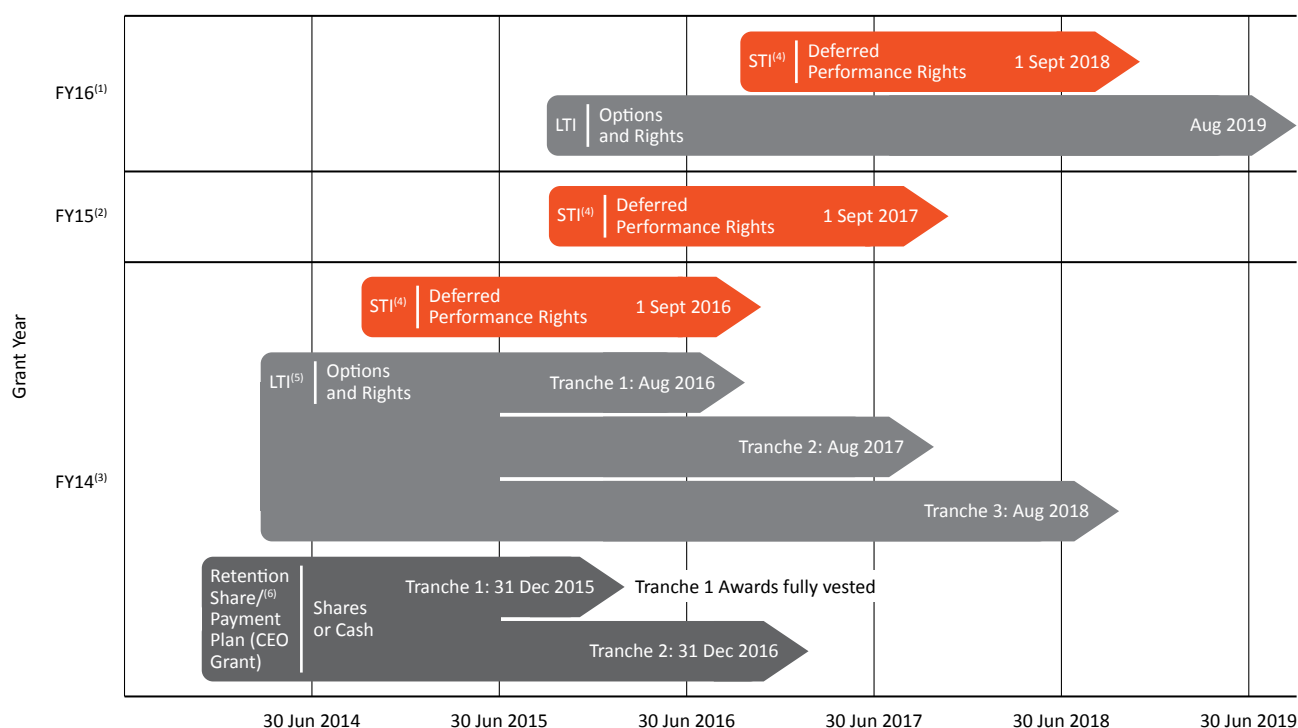 Grant Year
FY16(1)
STI(4)
Deferred
Performance Rights
1 Sept 2018
LTI
Options
and Rights
Aug 2019
FY15(2)
STI(4)
Deferred
Performance Rights
1 Sept 2017
FY14(3)
STI(4)
Deferred
Performance Rights
1 Sept 2016
LTI(5)
Options
and Rights
Tranche 1: Aug 2016
Tranche 2: Aug 2017
Tranche 3: Aug 2018
Retention
Share/(6)
Payment
Plan (CEO
Grant)
Shares
or Cash
Tranche 1: 31 Dec 2015
Tranche 1 Awards fully vested
Tranche 2: 31 Dec 2016
30 Jun 2014
30 Jun 2015
30 Jun 2016
30 Jun 2017
30 Jun 2018
30 Jun 2019